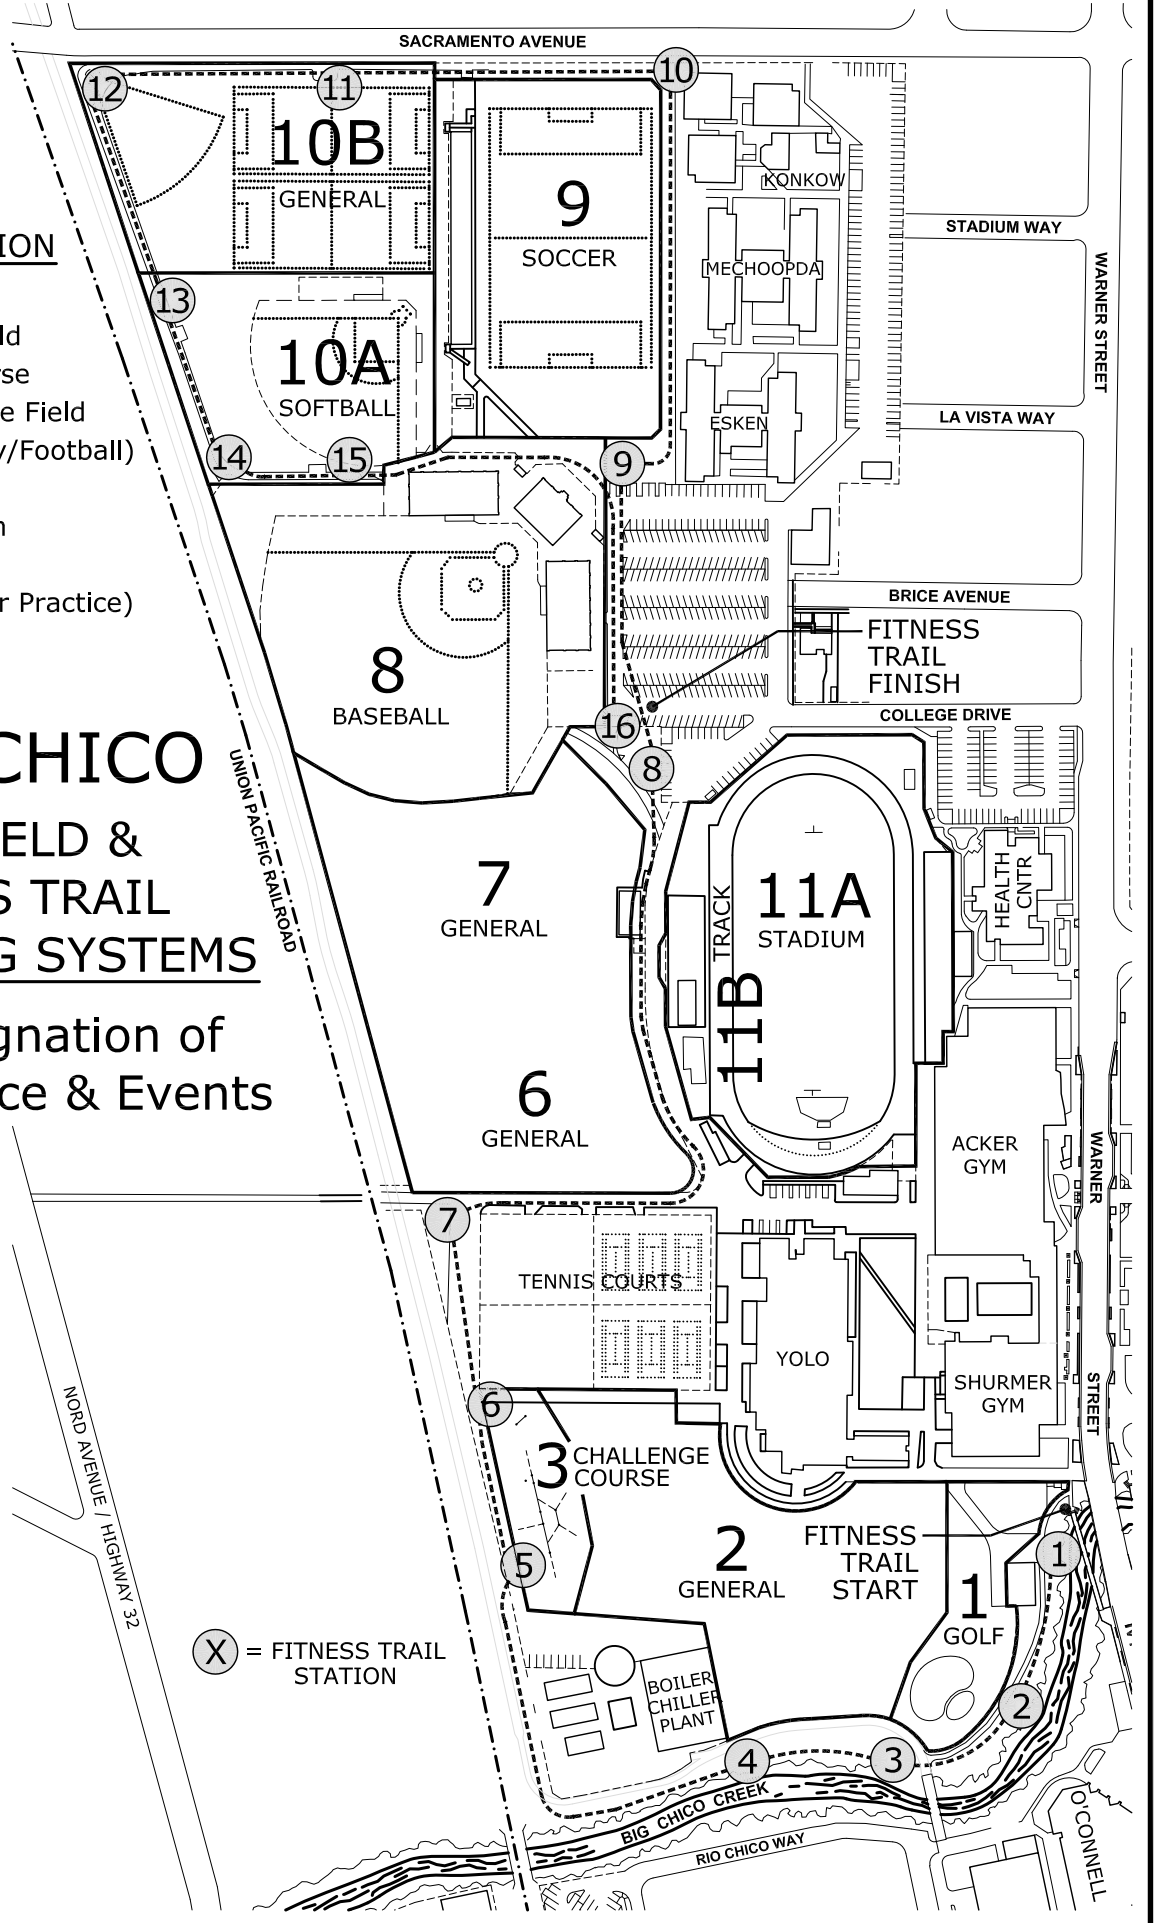 SACRAMENTO AVENUE
12
11
10
10B
GENERAL
9
SOCCER
KONKOW
STADIUM WAY
MECHOOPDA
WARNER STREET
ION
13
ld
10A
SOFTBALL
rse
e Field
y/Football)
ESKEN
LA VISTA WAY
14
15
9
n
BRICE AVENUE
r Practice)
FITNESS
TRAIL
FINISH
8
BASEBALL
16
COLLEGE DRIVE
CHICO
8
UNION PACIFIC RAILROAD
ELD &
S TRAIL
G SYSTEMS
7
GENERAL
TRACK
11B
11A
STADIUM
HEALTH
CNTR
gnation of
ce & Events
6
GENERAL
ACKER
GYM
WARNER
STREET
7
TENNIS COURTS
YOLO
SHURMER
GYM
NORD AVENUE / HIGHWAY 32
6
3
CHALLENGE
COURSE
2
GENERAL
FITNESS
TRAIL
START
1
5
1
GOLF
X = FITNESS TRAIL
STATION
BOILER
CHILLER
PLANT
2
4
3
BIG CHICO CREEK
RIO CHICO WAY
O'CONNELL